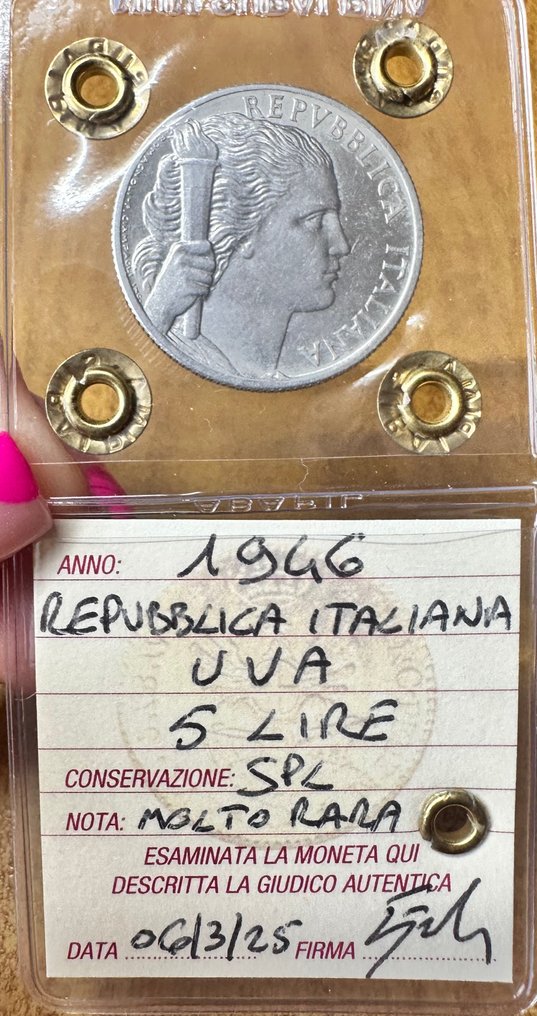 REPVBBLICA ITALIANA
ABAFIL
ANNO: 1946
REPUBBLICA ITALIANA
UVA
5 LIRE
CONSERVAZIONE: SPL
NOTA: MOLTO RARA
ESAMINATA LA MONETA QUI
DESCRITTA LA GIUDICO AUTENTICA
DATA 06/3/25 FIRMA